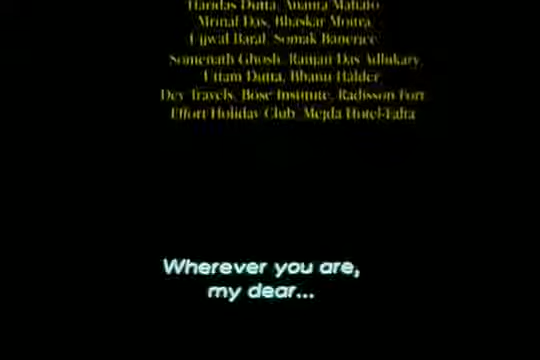 Haridas Dutta, Ananta Mahato
Mrinal Das, Bhaskar Moitra,
Ujjwal Baral, Somak Banerjee
Somenath Ghosh, Ranjan Das Adhikary,
Uttam Dutta, Bhanu Halder,
Dey Travels, Bose Institute, Radisson Fort
Effort Holiday Club, Mejda Hotel-Falta
Wherever you are,
my dear...